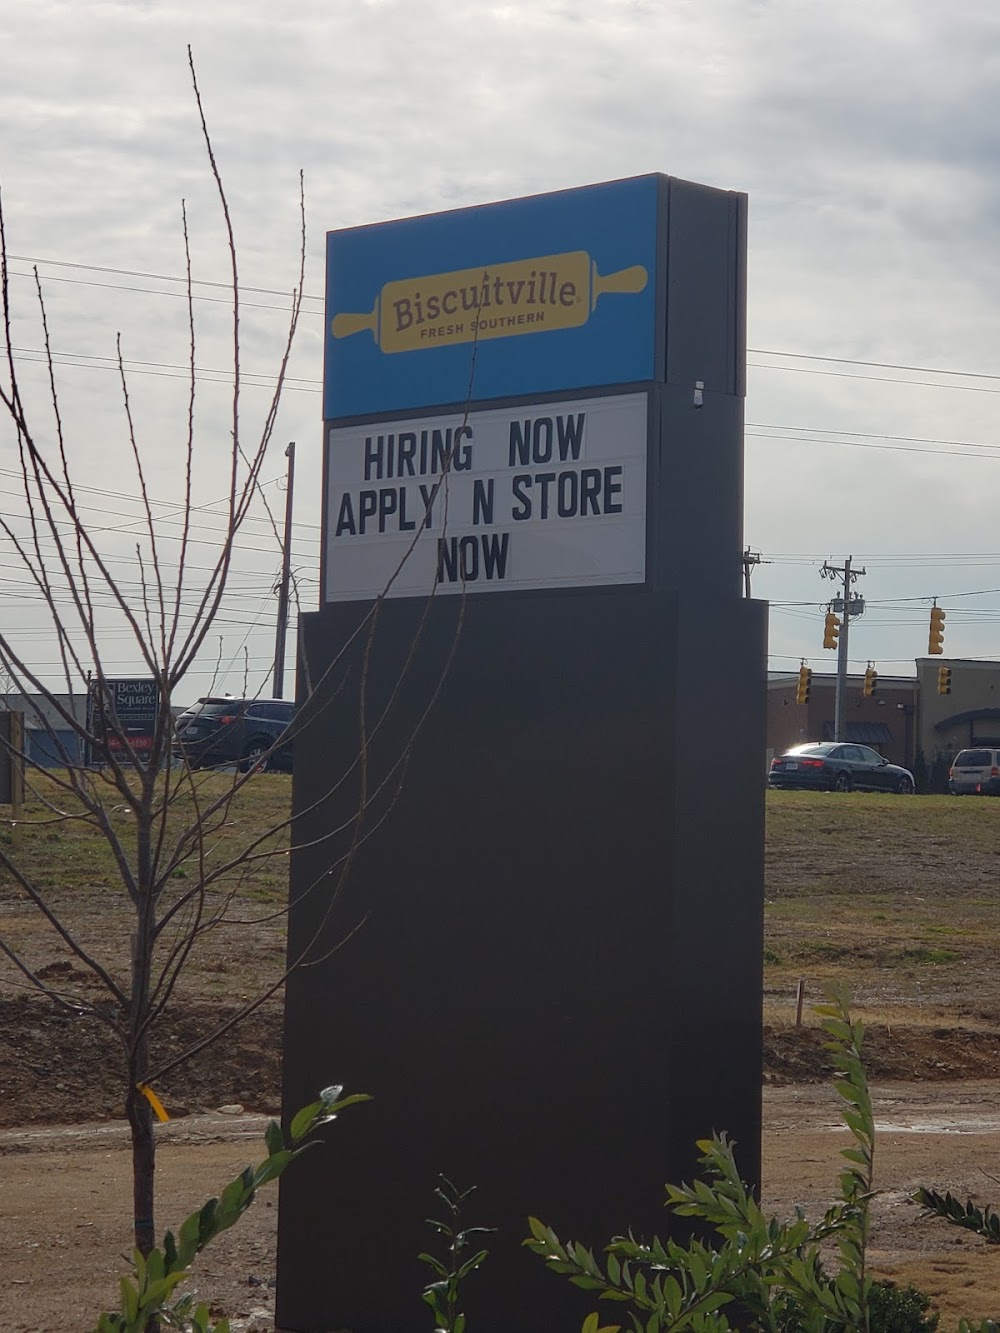 Biscuitville
FRESH SOUTHERN
HIRING NOW
APPLY N STORE
NOW
Bexley
Square